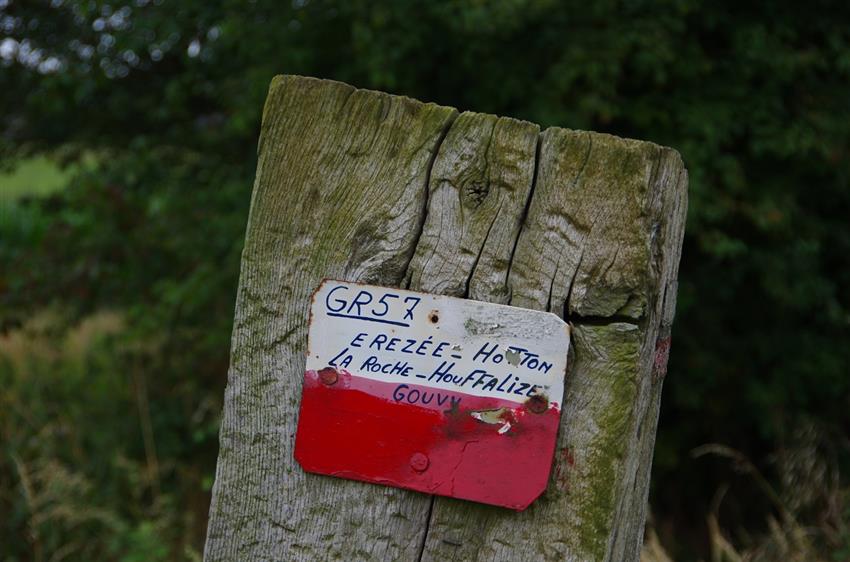 GR57
EREZÉE - HOTTON
LA ROCHE - HOUFFALIZE
GOUVY